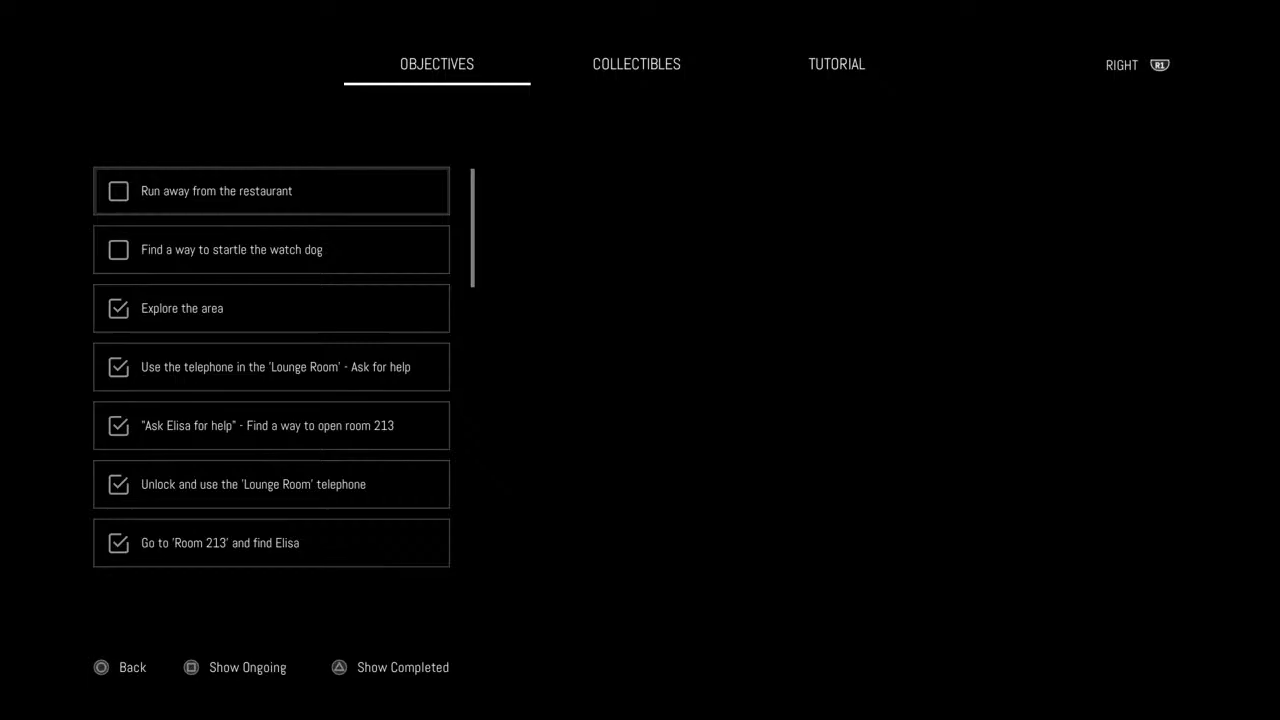 OBJECTIVES
COLLECTIBLES
TUTORIAL
RIGHT R1
Run away from the restaurant
Find a way to startle the watch dog
Explore the area
Use the telephone in the 'Lounge Room' - Ask for help
"Ask Elisa for help" - Find a way to open room 213
Unlock and use the 'Lounge Room' telephone
Go to 'Room 213' and find Elisa
Back
Show Ongoing
Show Completed